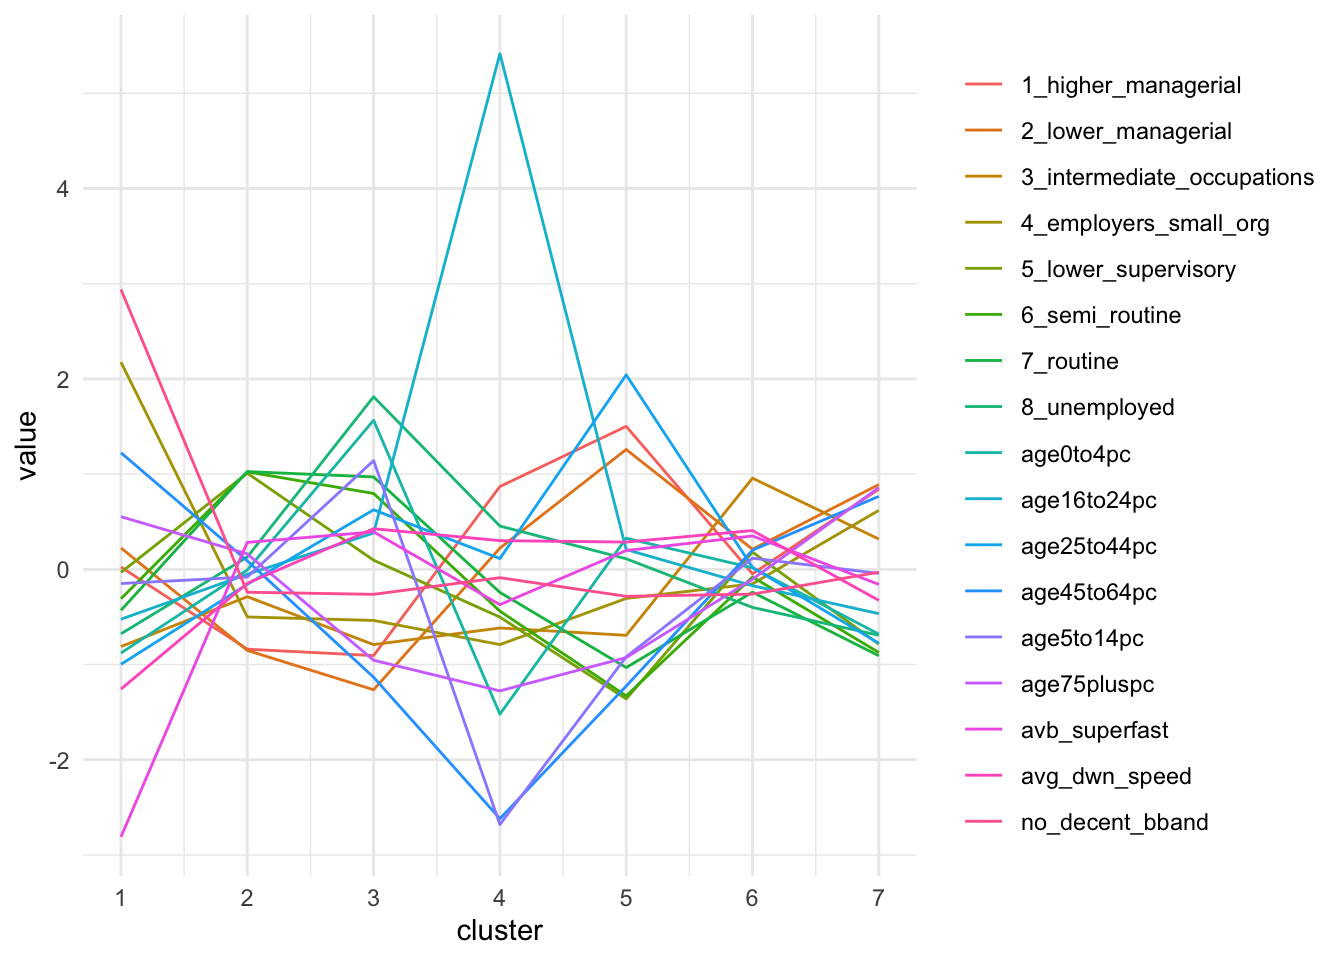 value
4
2
0
-2
1 2 3 4 5 6 7
cluster
1_higher_managerial
2_lower_managerial
3_intermediate_occupations
4_employers_small_org
5_lower_supervisory
6_semi_routine
7_routine
8_unemployed
age0to4pc
age16to24pc
age25to44pc
age45to64pc
age5to14pc
age75pluspc
avb_superfast
avg_dwn_speed
no_decent_bband